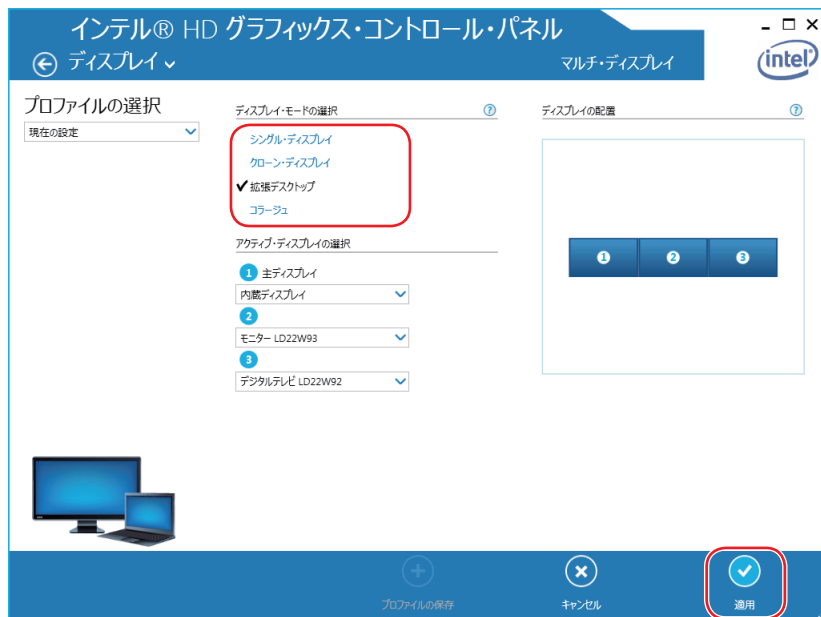 インテル® HD グラフィックス・コントロール・パネル
ディスプレイ
マルチ・ディスプレイ
intel
プロファイルの選択
現在の設定
ディスプレイ・モードの選択
?
シングル・ディスプレイ
クローン・ディスプレイ
拡張デスクトップ
コラージュ
アクティブ・ディスプレイの選択
1 主ディスプレイ
内蔵ディスプレイ
2
モニター LD22W93
3
デジタルテレビ LD22W92
ディスプレイの配置
?
1 2 3
プロファイルの保存
キャンセル
適用